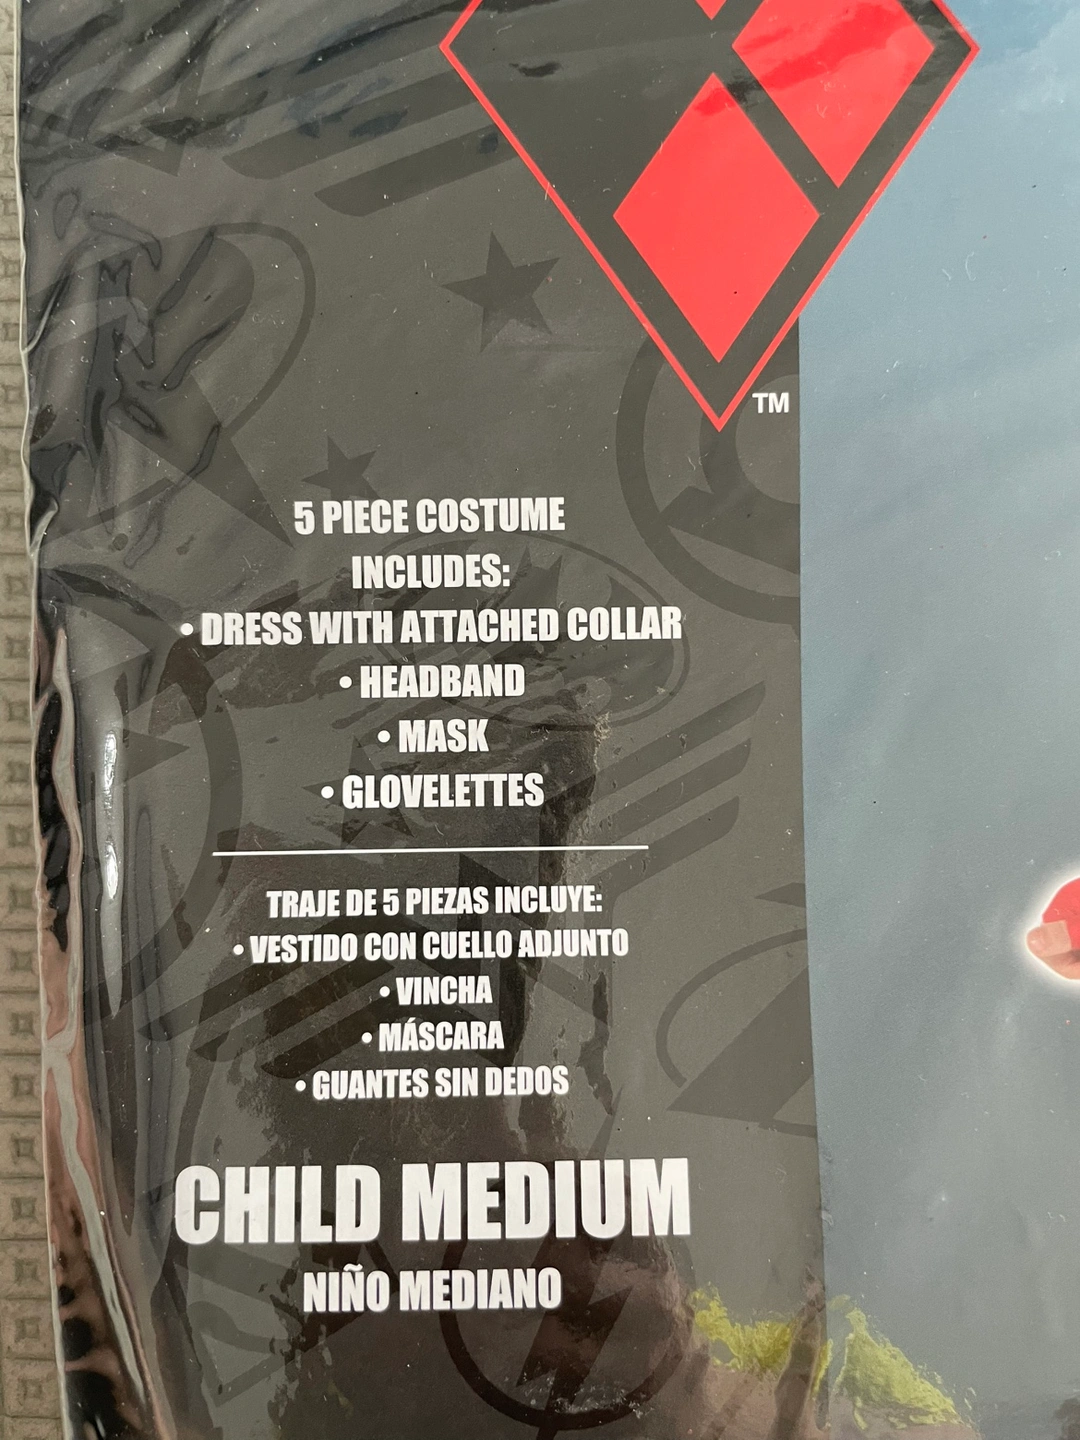 TM
5 PIECE COSTUME
INCLUDES:
• DRESS WITH ATTACHED COLLAR
• HEADBAND
• MASK
• GLOVELETTES
TRAJE DE 5 PIEZAS INCLUYE:
• VESTIDO CON CUELLO ADJUNTO
• VINCHA
• MÁSCARA
• GUANTES SIN DEDOS
CHILD MEDIUM
NIÑO MEDIANO